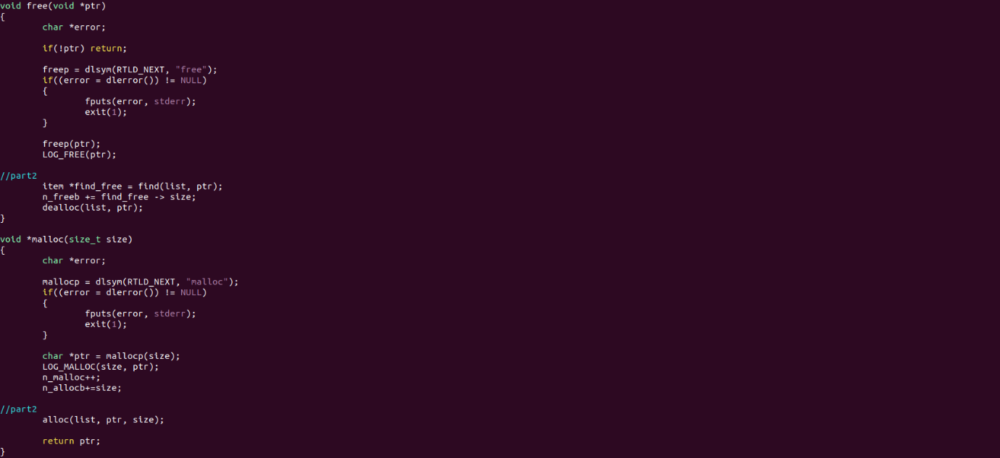 void free(void *ptr)
{
        char *error;

        if(!ptr) return;

        freep = dlsym(RTLD_NEXT, "free");
        if((error = dlerror()) != NULL)
        {
                fputs(error, stderr);
                exit(1);
        }

        freep(ptr);
        LOG_FREE(ptr);

//part2
        item *find_free = find(list, ptr);
        n_freeb += find_free -> size;
        dealloc(list, ptr);
}

void *malloc(size_t size)
{
        char *error;

        mallocp = dlsym(RTLD_NEXT, "malloc");
        if((error = dlerror()) != NULL)
        {
                fputs(error, stderr);
                exit(1);
        }

        char *ptr = mallocp(size);
        LOG_MALLOC(size, ptr);
        n_malloc++;
        n_allocb+=size;

//part2
        alloc(list, ptr, size);

        return ptr;
}